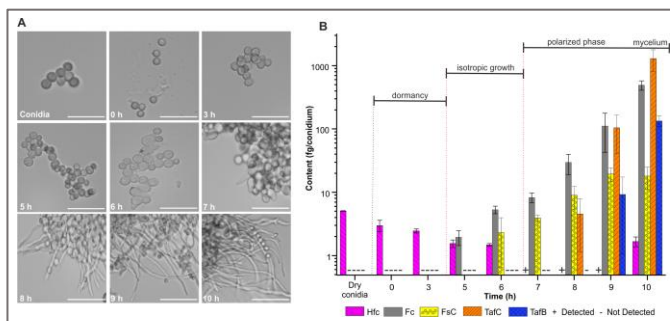 A
Conidia
0 h
3 h
5 h
6 h
7 h
8 h
9 h
10 h
B
polarized phase
mycelium
isotropic growth
dormancy
Content (fg/conidium)
1000
100
10
1
+ + +
Dry conidia
0
3
5
6
7
8
9
10
Time (h)
Hfc Fc FsC TafC TafB + Detected - Not Detected